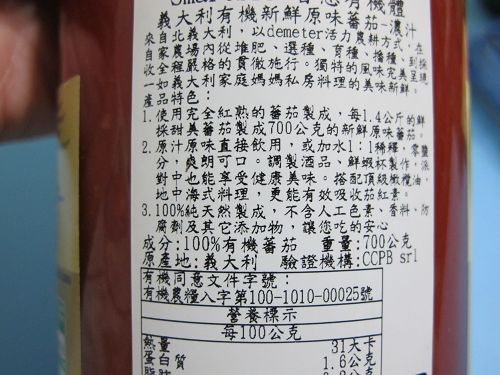 義大利有機新鮮原味蕃茄-濃汁
來自北義大利，以demeter活力農耕方式，在
自家農場內從堆肥、選種、育種、播種，到採
收全程嚴格的貫徹施行。獨特的風味完美呈現
一如義大利家庭媽媽私房料理的美味新鮮。
產品特色：
1.使用完全紅熟的蕃茄製成，每1.4公斤的鮮
採甜美蕃茄製成700公克的新鮮原味蕃茄。
2.原汁原味直接飲用，或加水1:1稀釋，零鹽
分，爽朗可口。調製酒品、鮮蝦杯製作，派
對中也能享受健康美味。搭配頂級橄欖油，
地中海式料理，更能有效吸收茄紅素。
3.100%純天然製成，不含人工色素、香料、防
腐劑及其它添加物，讓您吃的安心
成分：100%有機蕃茄 重量：700公克
原產地：義大利 驗證機構：CCPB srl
有機同意文件字號：
有機農糧入字第100-1010-00025號
營養標示
每100公克
熱量 31大卡
蛋白質 1.6公克